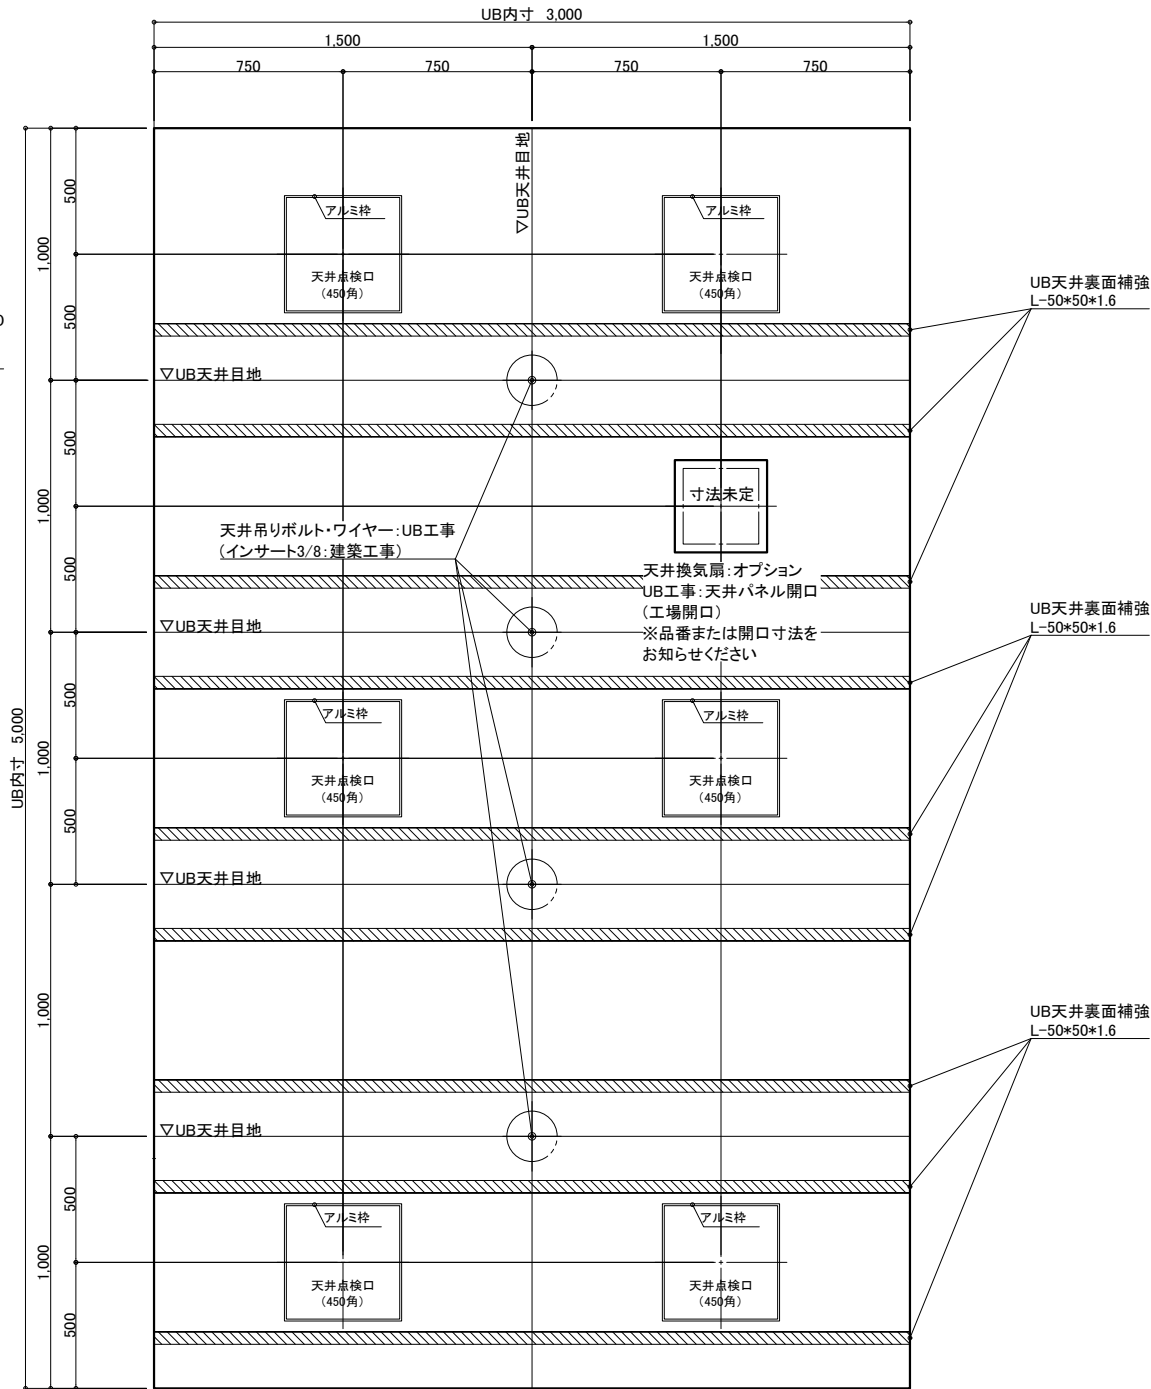 UB内寸 3,000
1,500
1,500
750
750
750
750
▽UB天井目地
500
アルミ枠
アルミ枠
1,000
天井点検口
(450角)
天井点検口
(450角)
UB天井裏面補強
L-50*50*1.6
500
▽UB天井目地
500
寸法未定
1,000
天井吊りボルト・ワイヤー:UB工事
(インサート3/8:建築工事)
500
天井換気扇:オプション
UB工事:天井パネル開口
(工場開口)
※品番または開口寸法を
お知らせください
UB天井裏面補強
L-50*50*1.6
▽UB天井目地
500
アルミ枠
アルミ枠
UB内寸 5,000
1,000
天井点検口
(450角)
天井点検口
(450角)
500
▽UB天井目地
1,000
UB天井裏面補強
L-50*50*1.6
▽UB天井目地
500
アルミ枠
アルミ枠
1,000
天井点検口
(450角)
天井点検口
(450角)
500